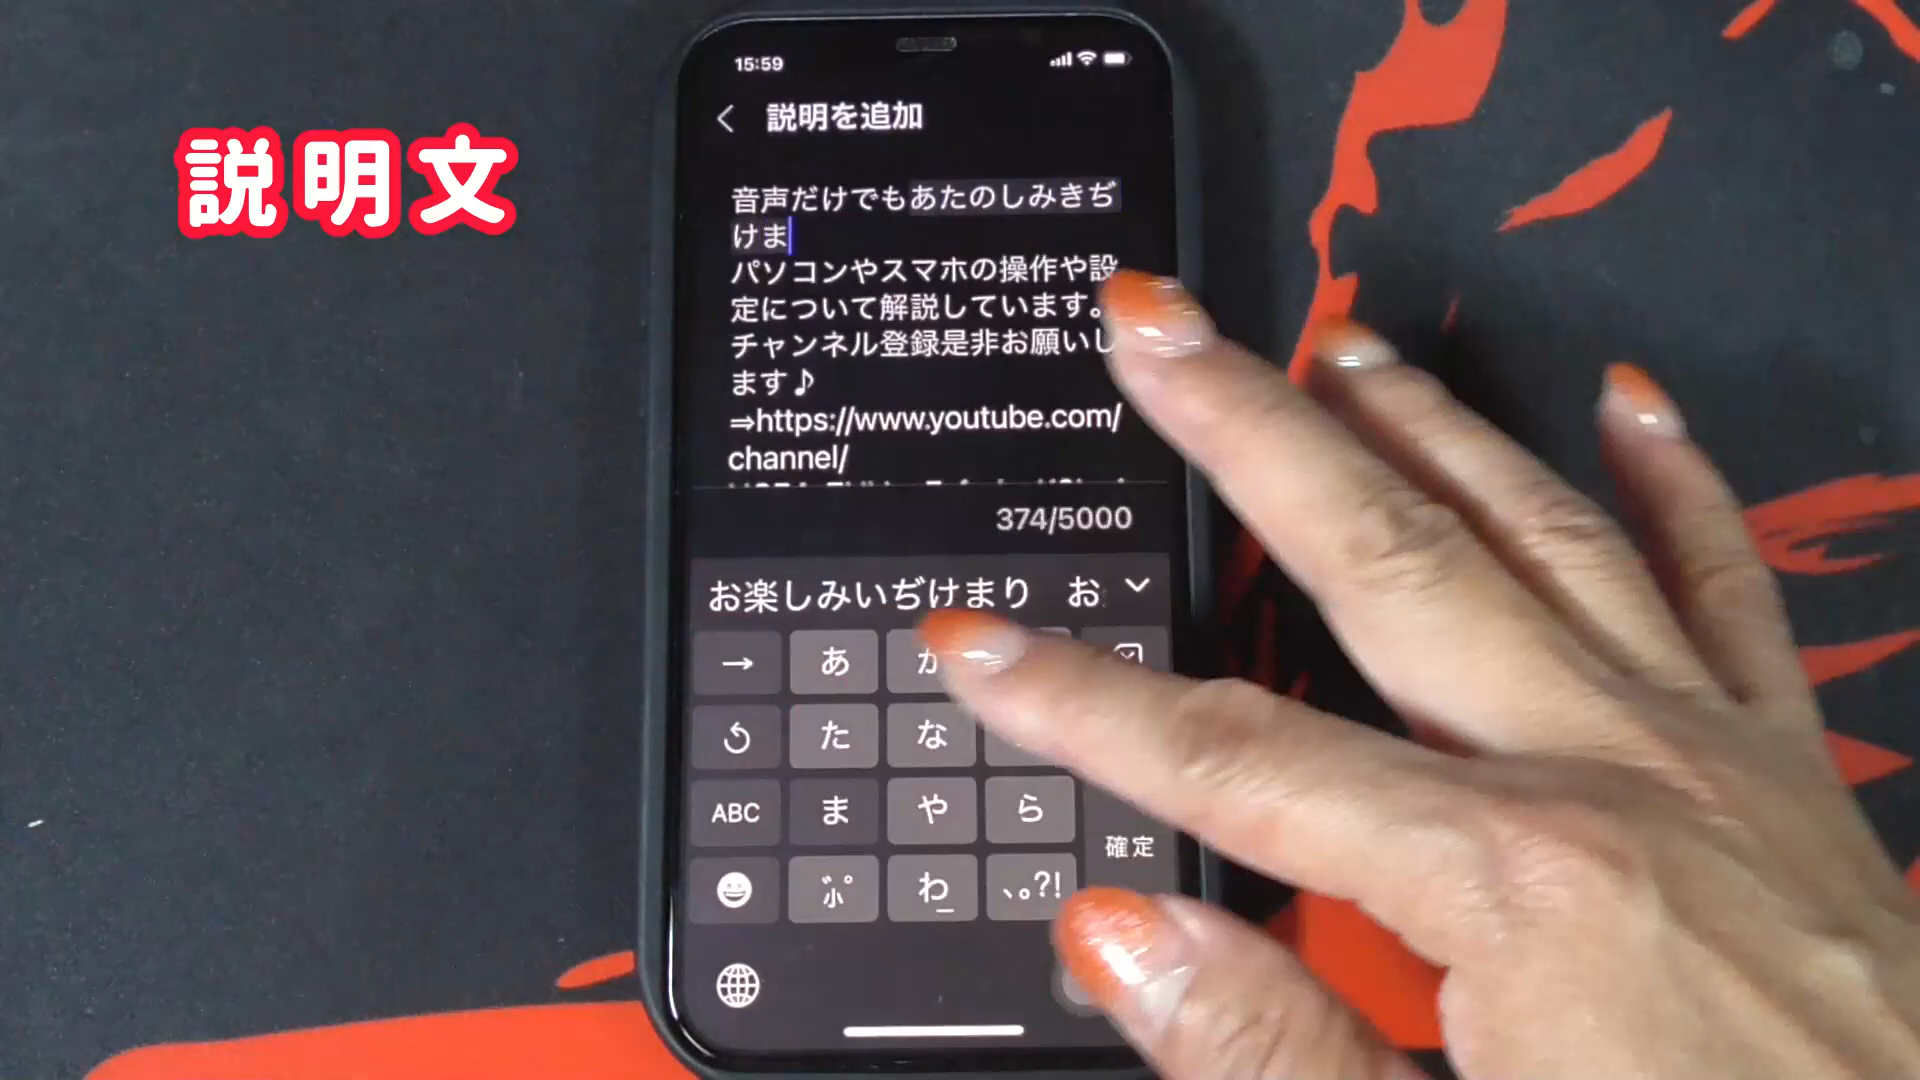 説明文
15:59
説明を追加
音声だけでもあたのしみきぢ
けま
パソコンやスマホの操作や設
定について解説しています。
チャンネル登録是非お願いし
ます♪
⇒https://www.youtube.com/
channel/
374/5000
お楽しみいぢけまり お
→ あ か
た な
ABC ま や ら
確定
小 わ 、。?!